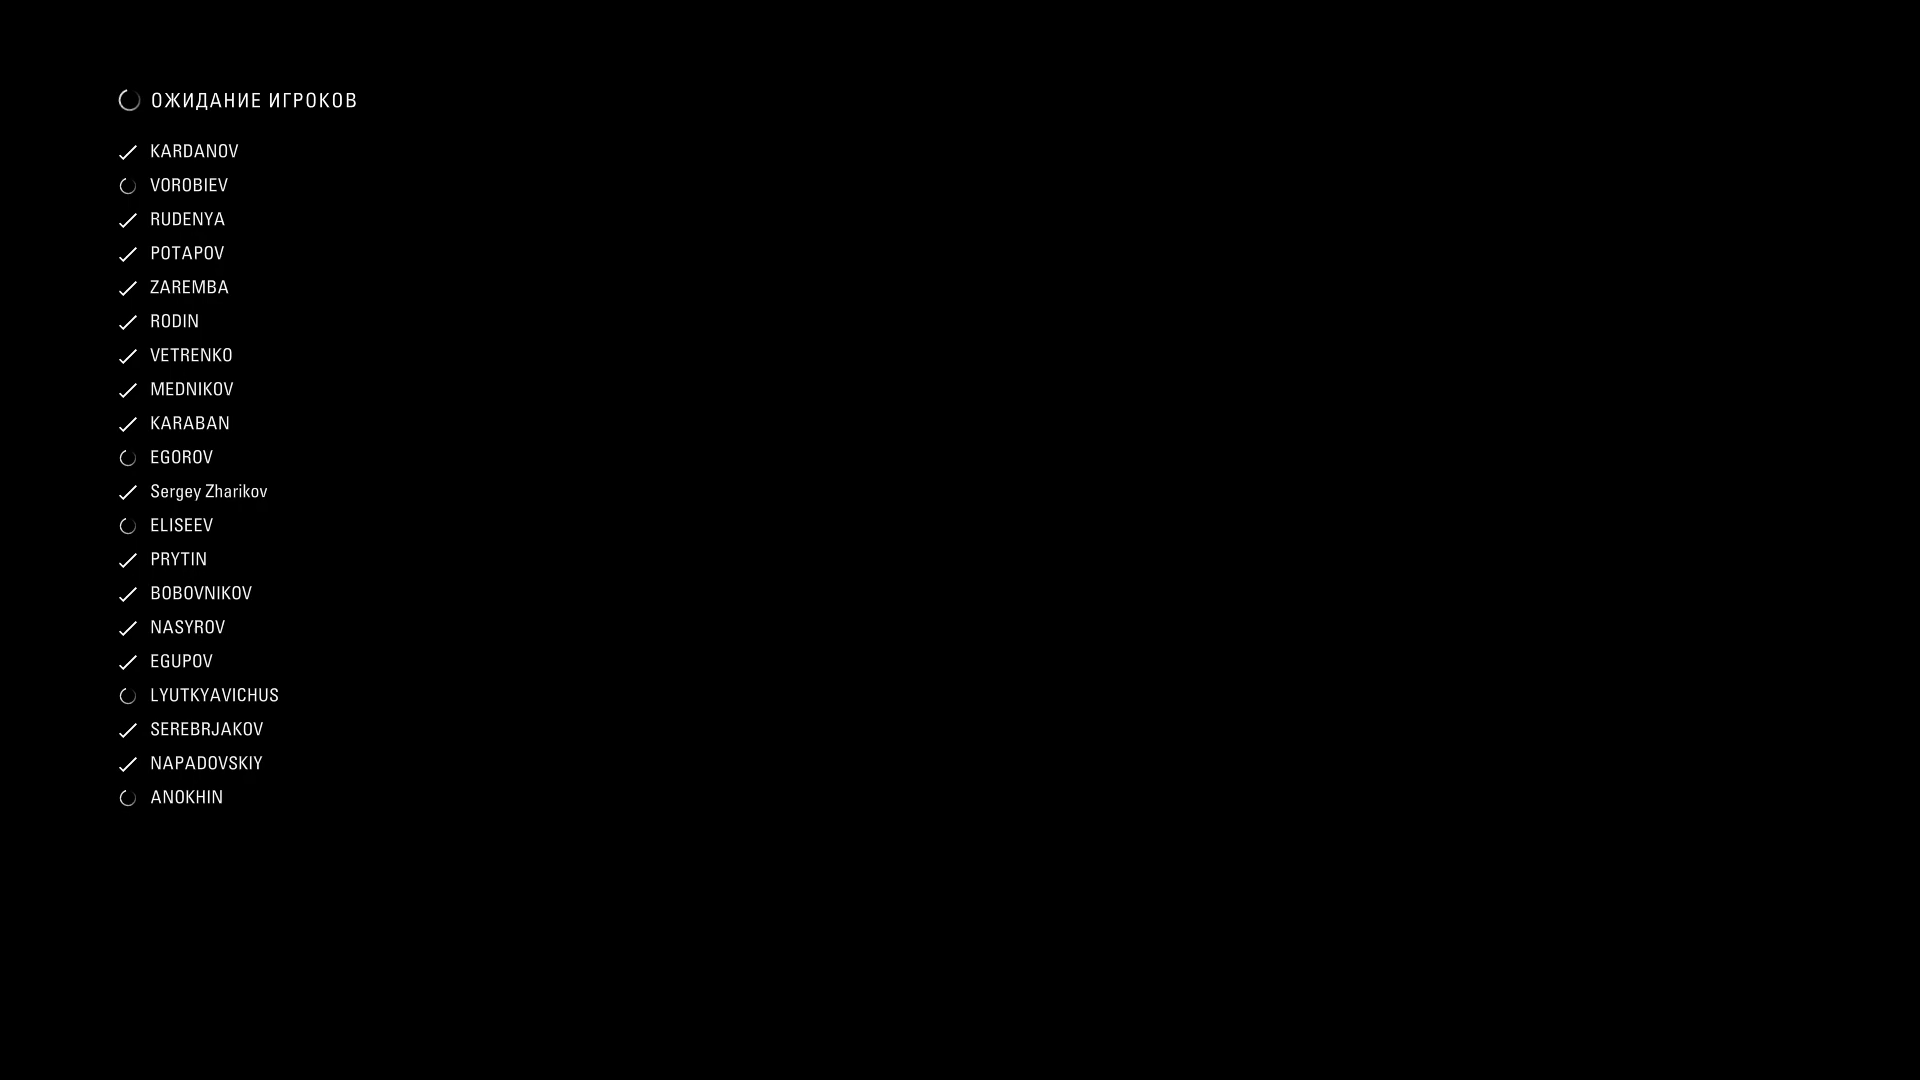 ОЖИДАНИЕ ИГРОКОВ
KARDANOV
VOROBIEV
RUDENYA
POTAPOV
ZAREMBA
RODIN
VETRENKO
MEDNIKOV
KARABAN
EGOROV
Sergey Zharikov
ELISEEV
PRYTIN
BOBOVNIKOV
NASYROV
EGUPOV
LYUTKYAVICHUS
SEREBRJAKOV
NAPADOVSKIY
ANOKHIN